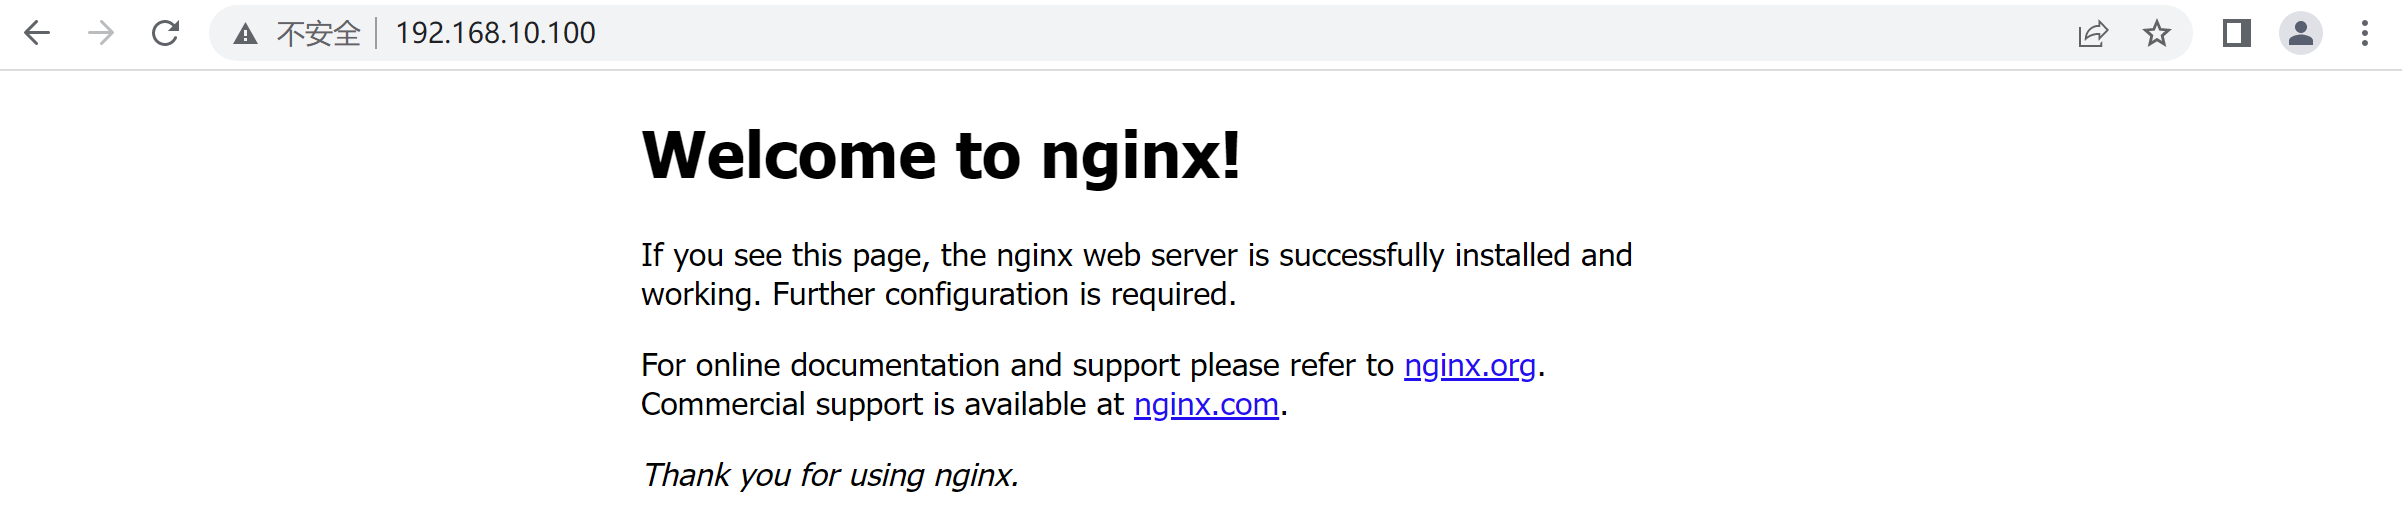 不安全 192.168.10.100
Welcome to nginx!
If you see this page, the nginx web server is successfully installed and
working. Further configuration is required.
For online documentation and support please refer to nginx.org.
Commercial support is available at nginx.com.
Thank you for using nginx.